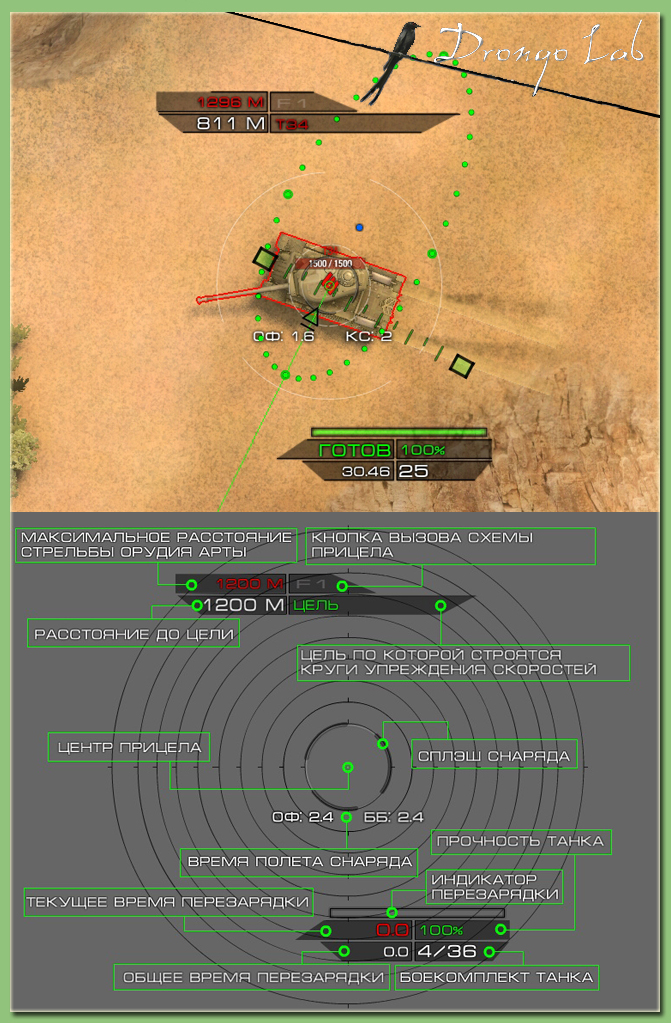 Drongo Lab
1296 М F1
811 М T34
1500 / 1500
ОФ: 1.6 КС: 2
ГОТОВ 100%
30.46 25
МАКСИМАЛЬНОЕ РАССТОЯНИЕ
СТРЕЛЬБЫ ОРУДИЯ АРТЫ
КНОПКА ВЫЗОВА СХЕМЫ
ПРИЦЕЛА
1200 М F1
1200 М ЦЕЛЬ
РАССТОЯНИЕ ДО ЦЕЛИ
ЦЕЛЬ ПО КОТОРОЙ СТРОЯТСЯ
КРУГИ УПРЕЖДЕНИЯ СКОРОСТЕЙ
ЦЕНТР ПРИЦЕЛА
СПЛЭШ СНАРЯДА
ОФ: 2.4 ББ: 2.4
ПРОЧНОСТЬ ТАНКА
ВРЕМЯ ПОЛЕТА СНАРЯДА
ИНДИКАТОР
ПЕРЕЗАРЯДКИ
ТЕКУЩЕЕ ВРЕМЯ ПЕРЕЗАРЯДКИ
0.0 100%
0.0 4/36
ОБЩЕЕ ВРЕМЯ ПЕРЕЗАРЯДКИ
БОЕКОМПЛЕКТ ТАНКА